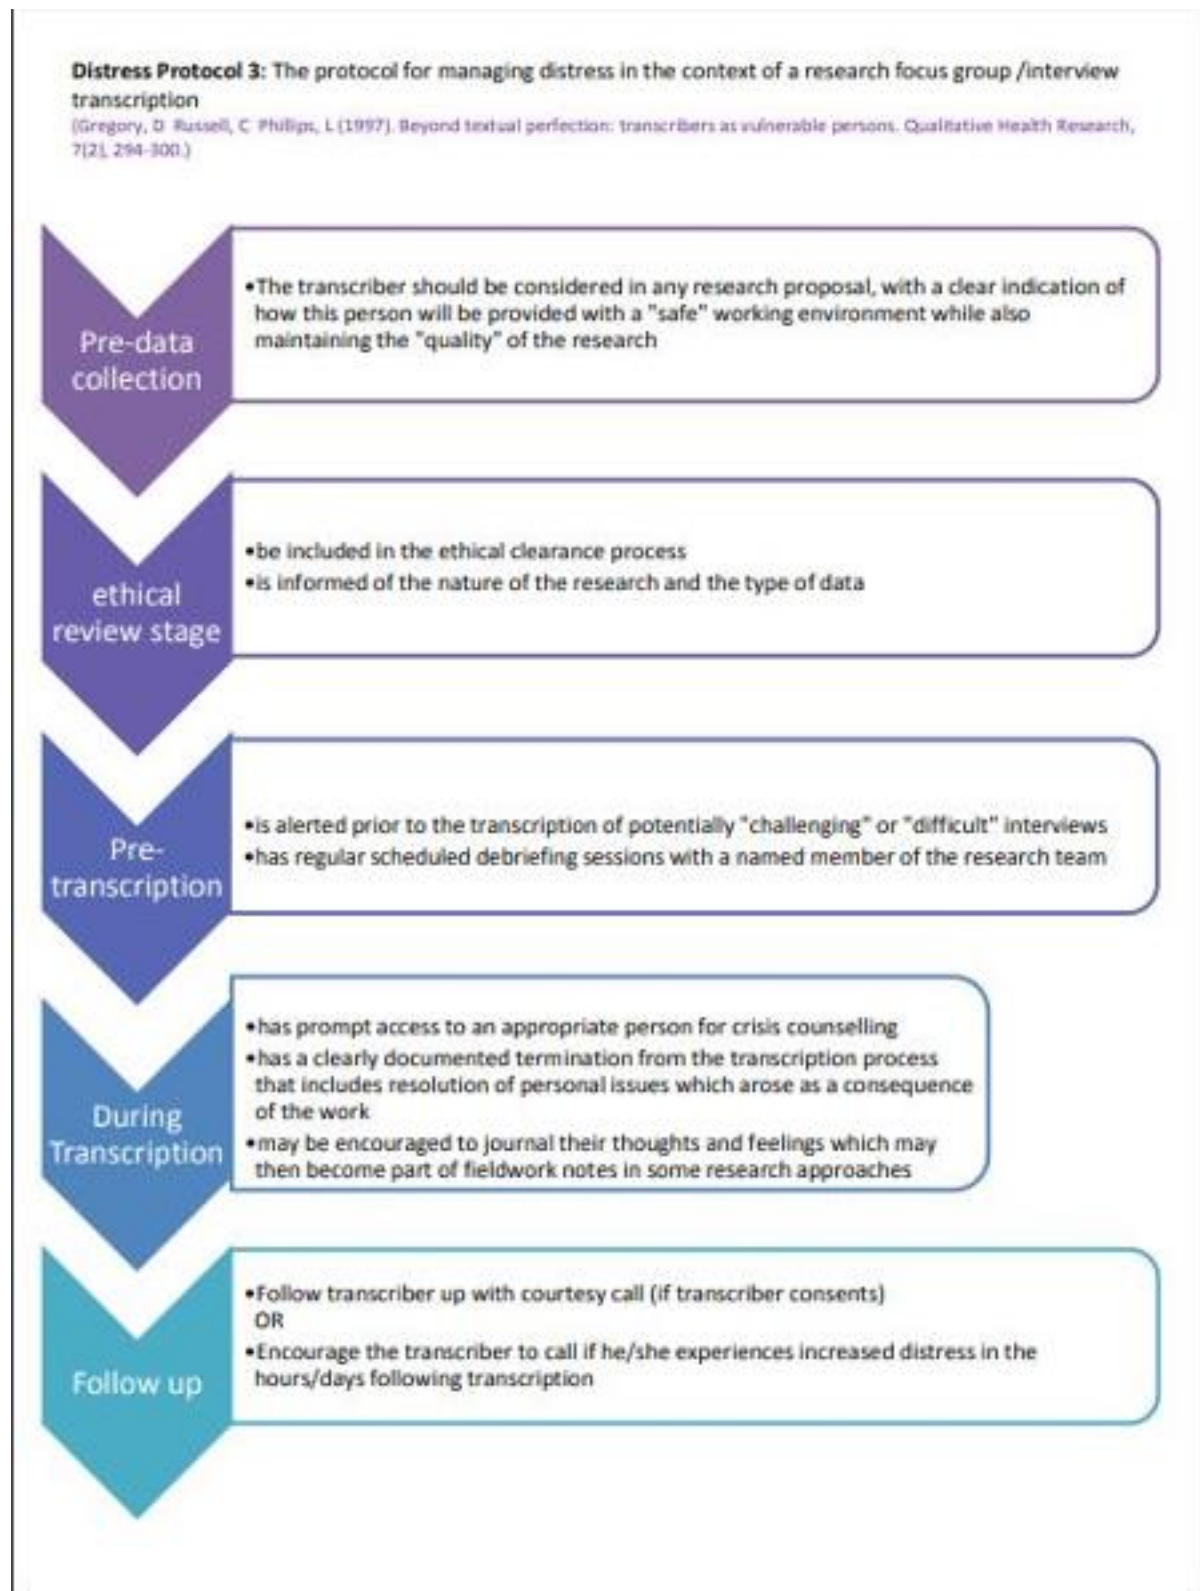 Distress Protocol 3: The protocol for managing distress in the context of a research focus group /interview
transcription
(Gregory, D Russell, C Phillips, L (1997). Beyond textual perfection: transcribers as vulnerable persons. Qualitative Health Research,
7(2), 294-300.)
Pre-data
collection
•The transcriber should be considered in any research proposal, with a clear indication of
how this person will be provided with a "safe" working environment while also
maintaining the "quality" of the research
ethical
review stage
•be included in the ethical clearance process
•is informed of the nature of the research and the type of data
Pre-
transcription
•is alerted prior to the transcription of potentially "challenging" or "difficult" interviews
•has regular scheduled debriefing sessions with a named member of the research team
During
Transcription
•has prompt access to an appropriate person for crisis counselling
•has a clearly documented termination from the transcription process
that includes resolution of personal issues which arose as a consequence
of the work
•may be encouraged to journal their thoughts and feelings which may
then become part of fieldwork notes in some research approaches
Follow up
•Follow transcriber up with courtesy call (if transcriber consents)
OR
•Encourage the transcriber to call if he/she experiences increased distress in the
hours/days following transcription